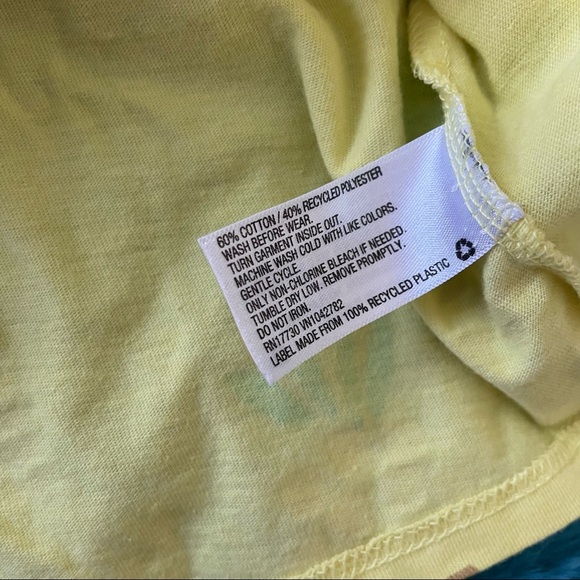 60% COTTON / 40% RECYCLED POLYESTER
WASH BEFORE WEAR.
TURN GARMENT INSIDE OUT.
MACHINE WASH COLD WITH LIKE COLORS.
GENTLE CYCLE.
ONLY NON-CHLORINE BLEACH IF NEEDED.
TUMBLE DRY LOW. REMOVE PROMPTLY.
DO NOT IRON.
RN17730 VN1042782
LABEL MADE FROM 100% RECYCLED PLASTIC